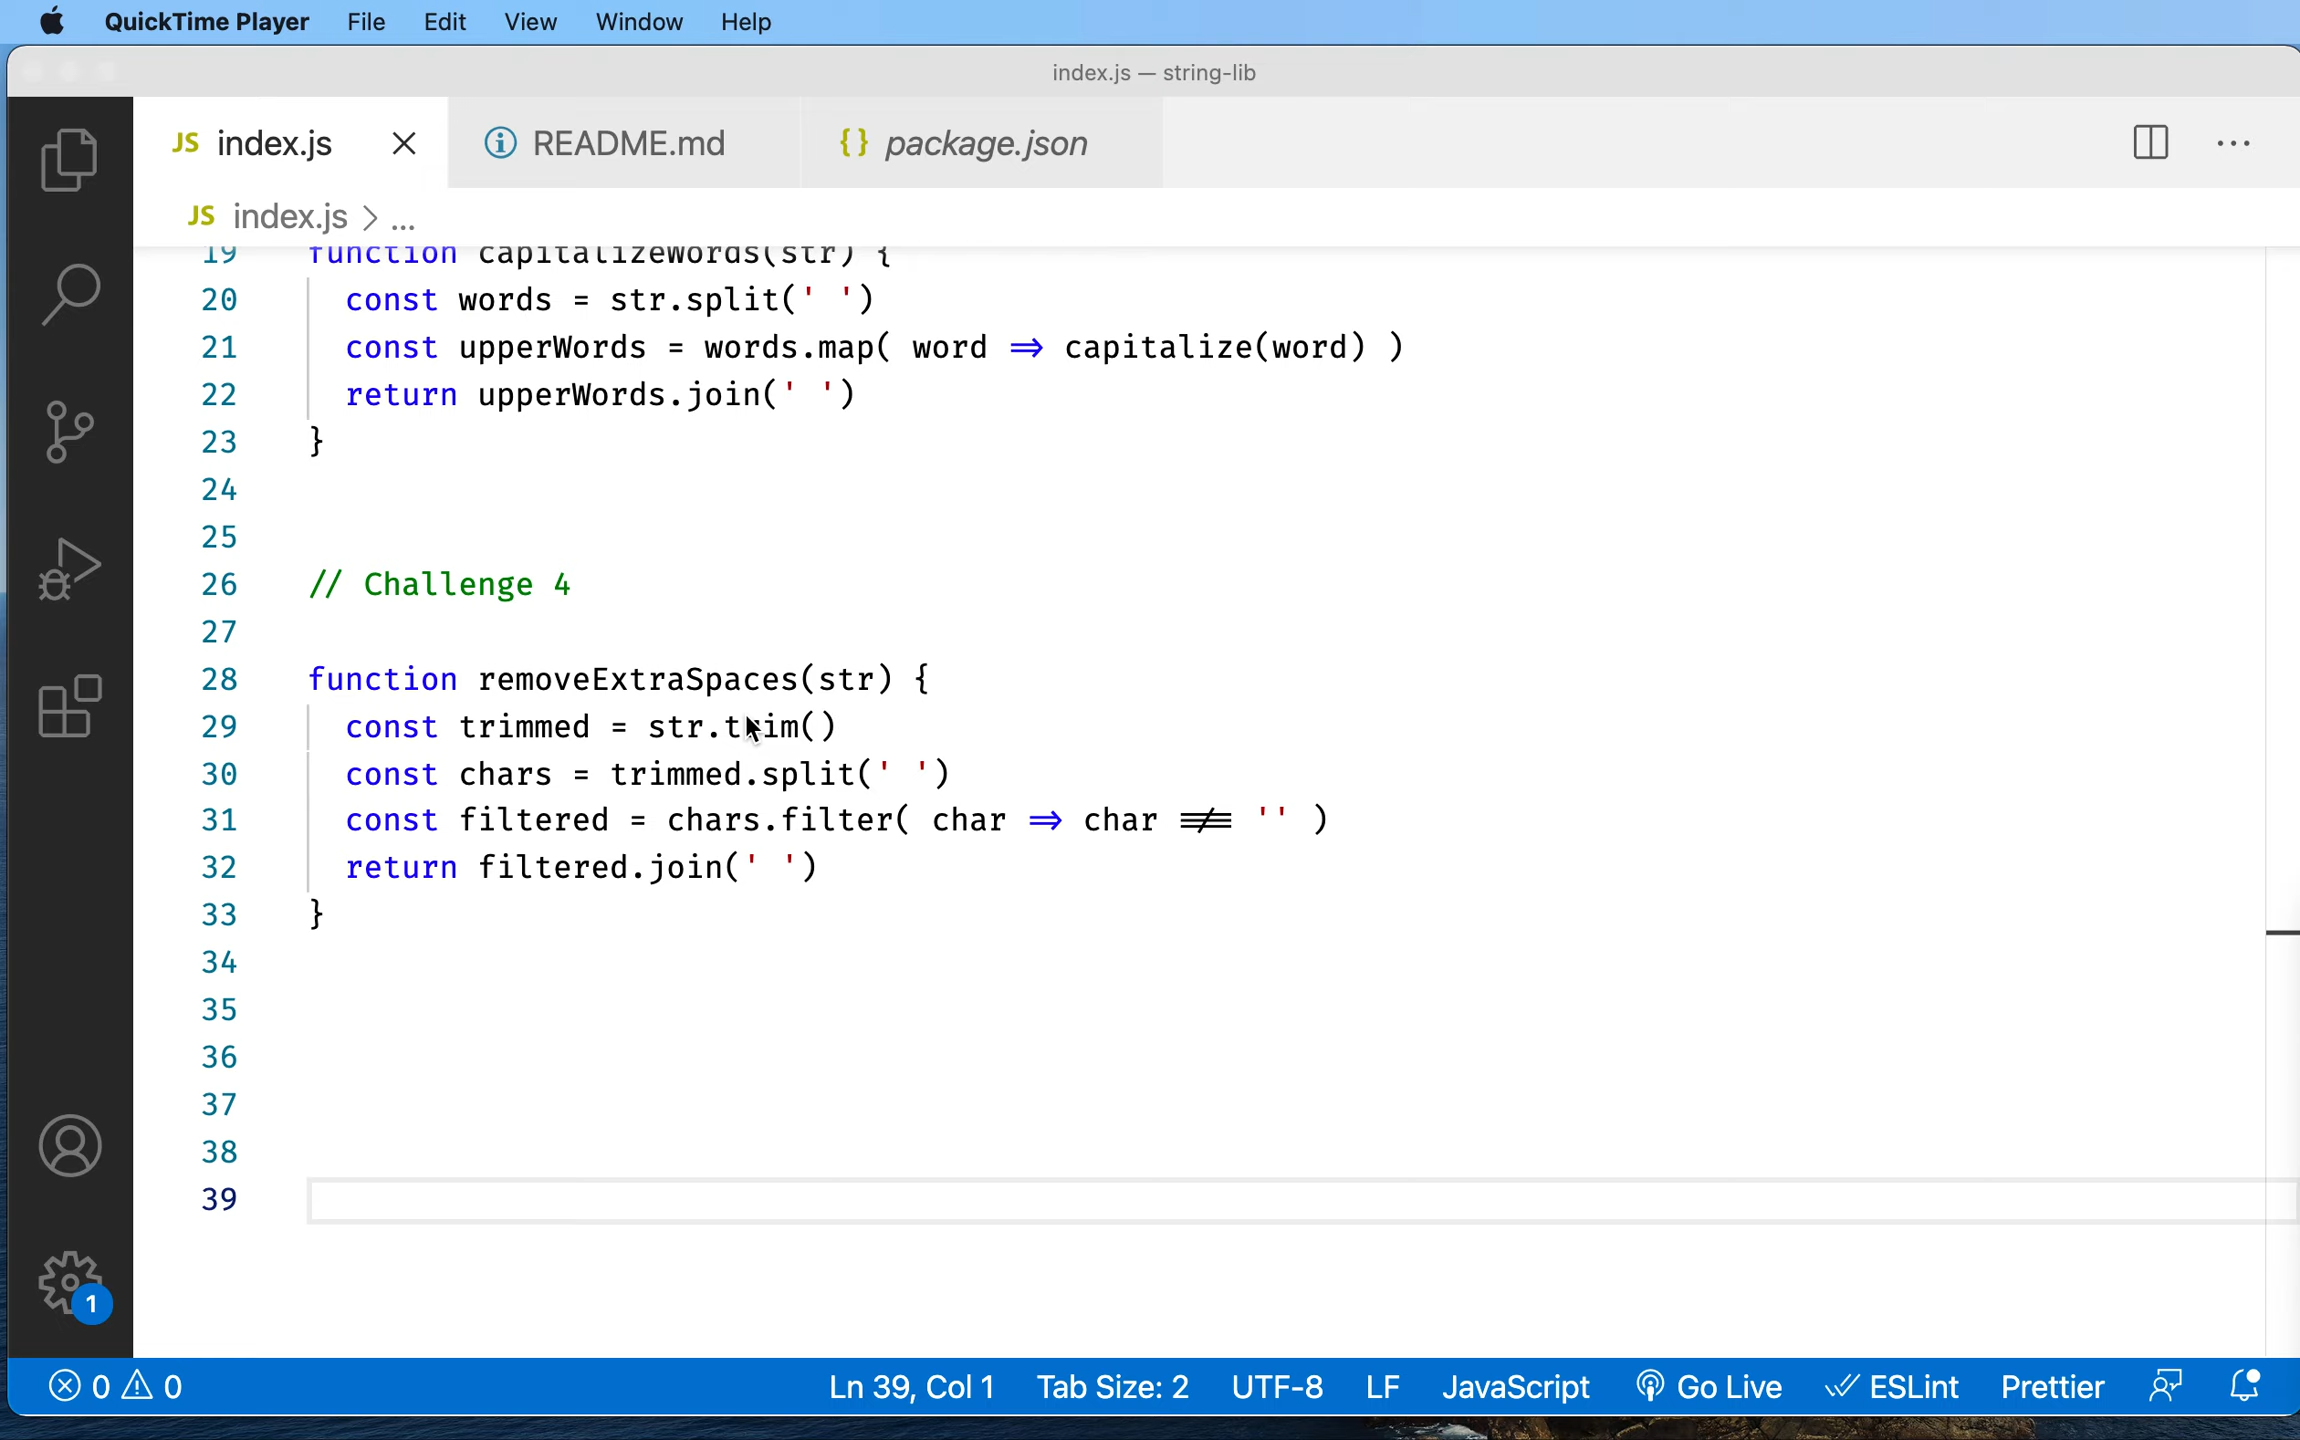 QuickTime Player File Edit View Window Help
index.js — string-lib
JS index.js README.md {} package.json
JS index.js > ...
19 function capitalizeWords(str) {
20 const words = str.split(' ')
21 const upperWords = words.map( word => capitalize(word) )
22 return upperWords.join(' ')
23 }
24
25
26 // Challenge 4
27
28 function removeExtraSpaces(str) {
29 const trimmed = str.trim()
30 const chars = trimmed.split(' ')
31 const filtered = chars.filter( char => char !== '' )
32 return filtered.join(' ')
33 }
34
35
36
37
38
39
1
0 0 Ln 39, Col 1 Tab Size: 2 UTF-8 LF JavaScript Go Live ESLint Prettier